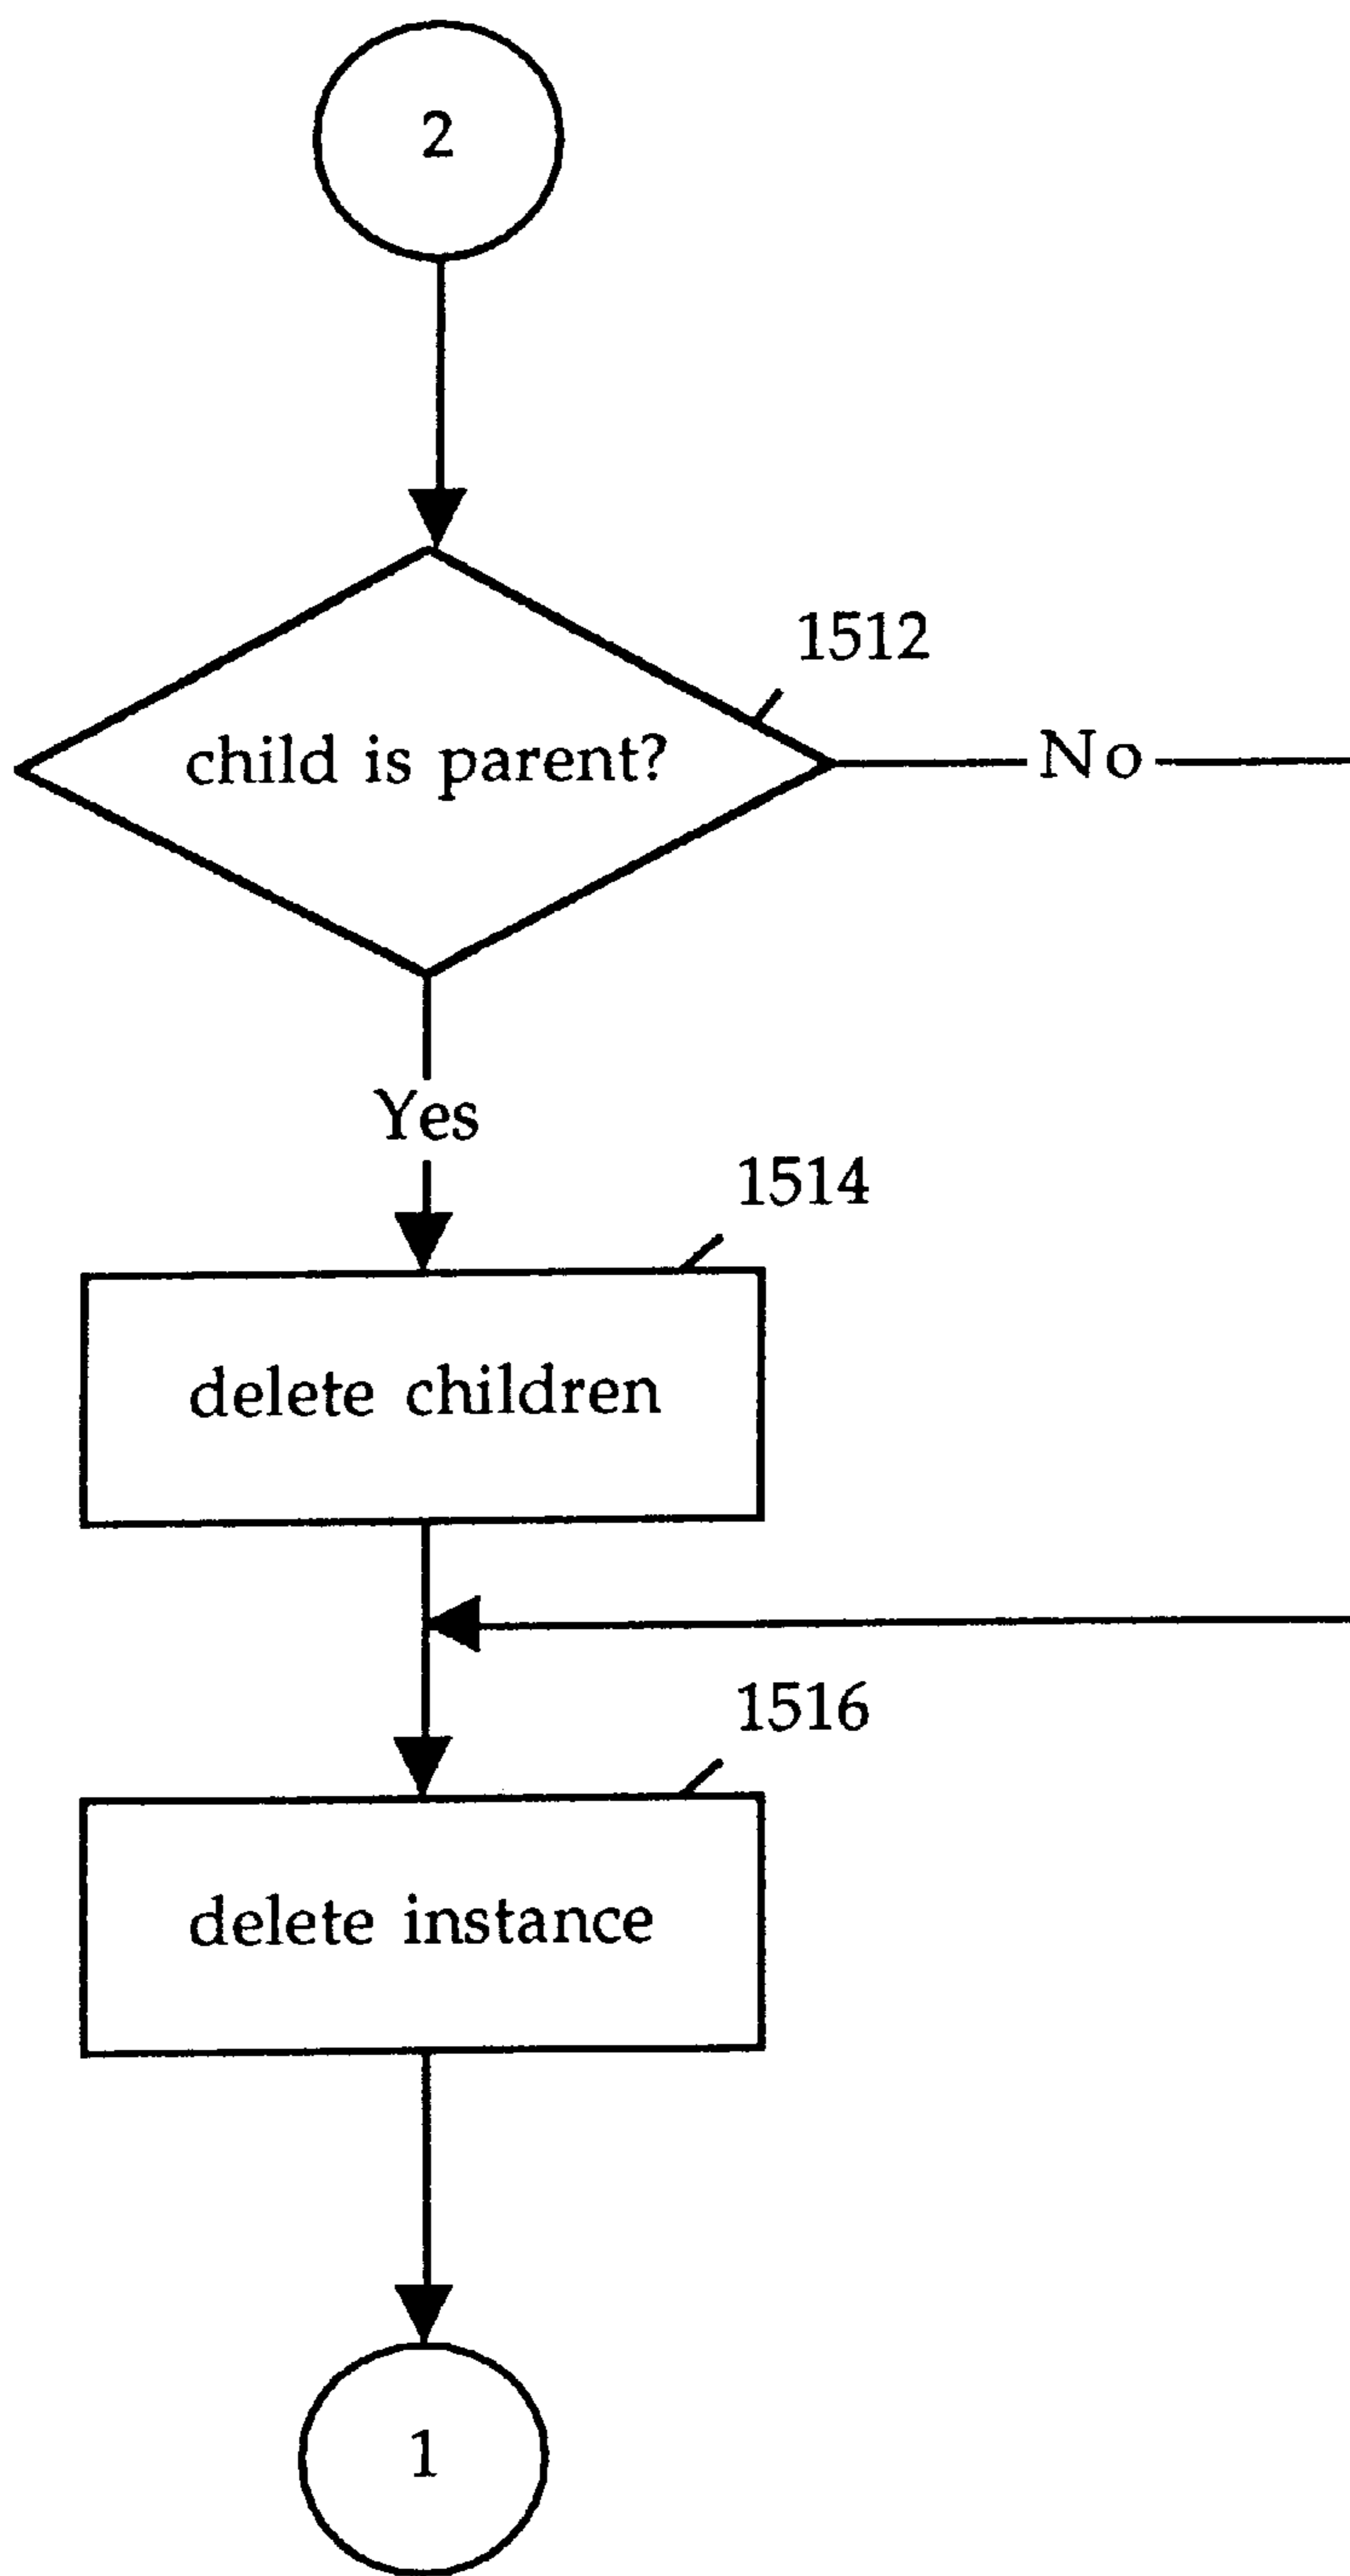 2
1512
child is parent?
No
Yes
1514
delete children
1516
delete instance
1